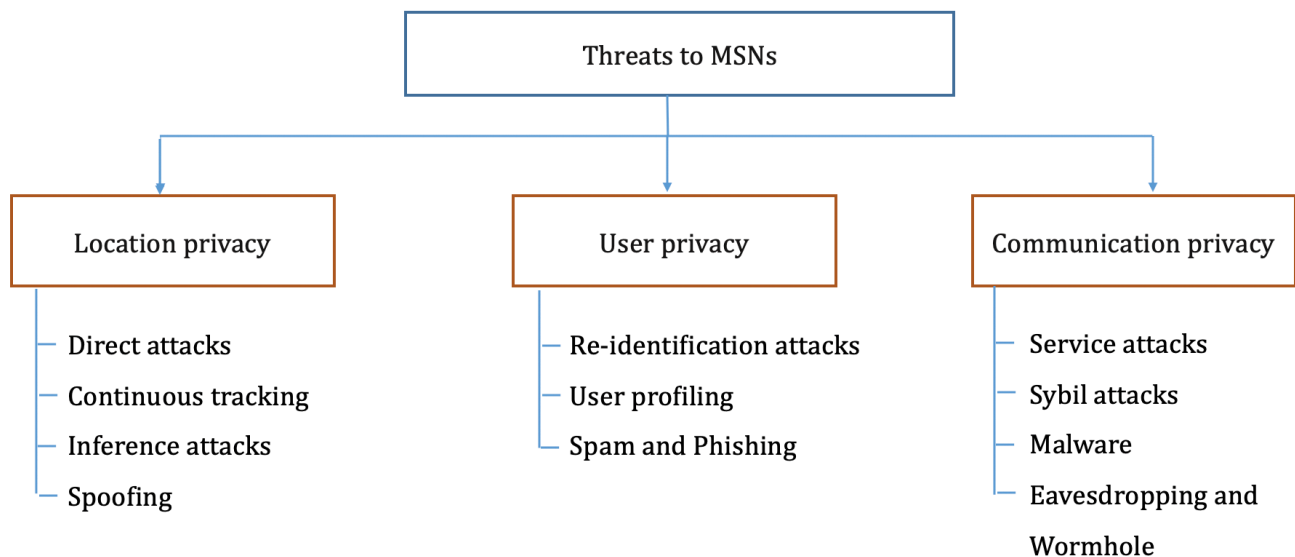 Threats to MSNs
Location privacy
Direct attacks
Continuous tracking
Inference attacks
Spoofing
User privacy
Re-identification attacks
User profiling
Spam and Phishing
Communication privacy
Service attacks
Sybil attacks
Malware
Eavesdropping and
Wormhole